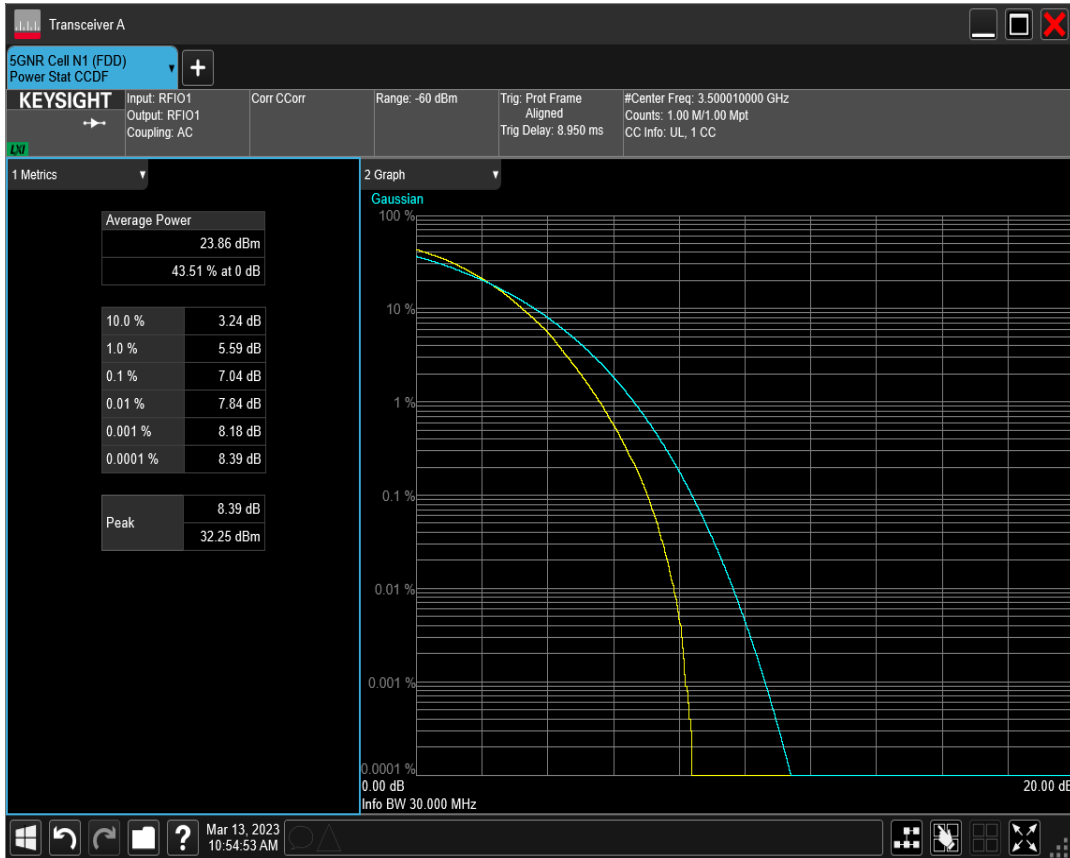 Transceiver A
5GNR Cell N1 (FDD)
Power Stat CCDF
KEYSIGHT
LXI
Input: RFIO1
Output: RFIO1
Coupling: AC
Corr CCorr
Range: -60 dBm
Trig: Prot Frame
Aligned
Trig Delay: 8.950 ms
#Center Freq: 3.500010000 GHz
Counts: 1.00 M/1.00 Mpt
CC Info: UL, 1 CC
1 Metrics
Average Power
23.86 dBm
43.51 % at 0 dB
10.0 % 3.24 dB
1.0 % 5.59 dB
0.1 % 7.04 dB
0.01 % 7.84 dB
0.001 % 8.18 dB
0.0001 % 8.39 dB
Peak
8.39 dB
32.25 dBm
2 Graph
Gaussian
100 %
10 %
1 %
0.1 %
0.01 %
0.001 %
0.0001 %
0.00 dB
20.00 dB
Info BW 30.000 MHz
?
Mar 13, 2023
10:54:53 AM